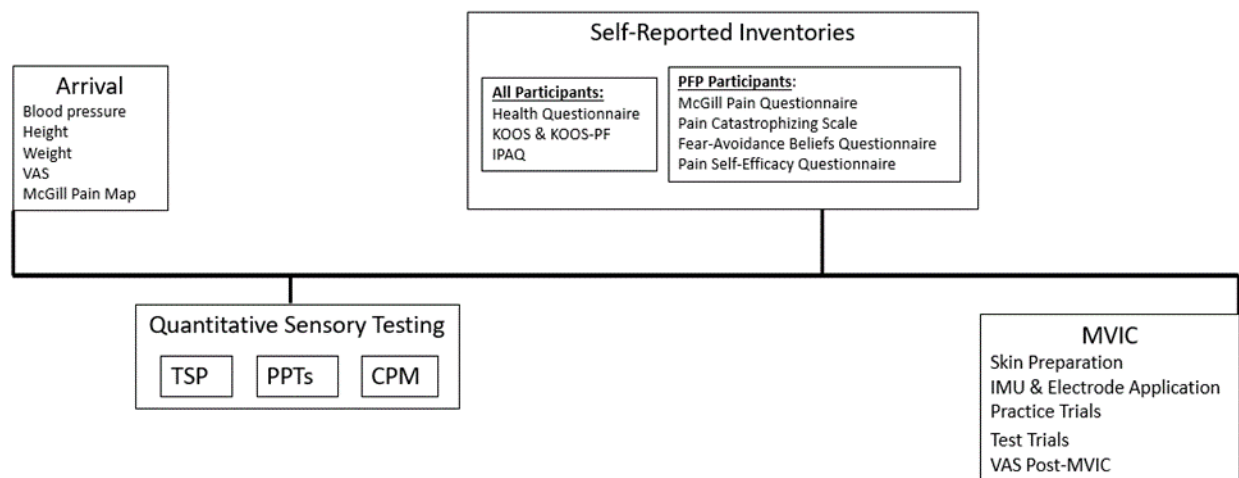 Arrival
Blood pressure
Height
Weight
VAS
McGill Pain Map
Self-Reported Inventories
All Participants:
Health Questionnaire
KOOS & KOOS-PF
IPAQ
PFP Participants:
McGill Pain Questionnaire
Pain Catastrophizing Scale
Fear-Avoidance Beliefs Questionnaire
Pain Self-Efficacy Questionnaire
Quantitative Sensory Testing
TSP
PPTs
CPM
MVIC
Skin Preparation
IMU & Electrode Application
Practice Trials
Test Trials
VAS Post-MVIC